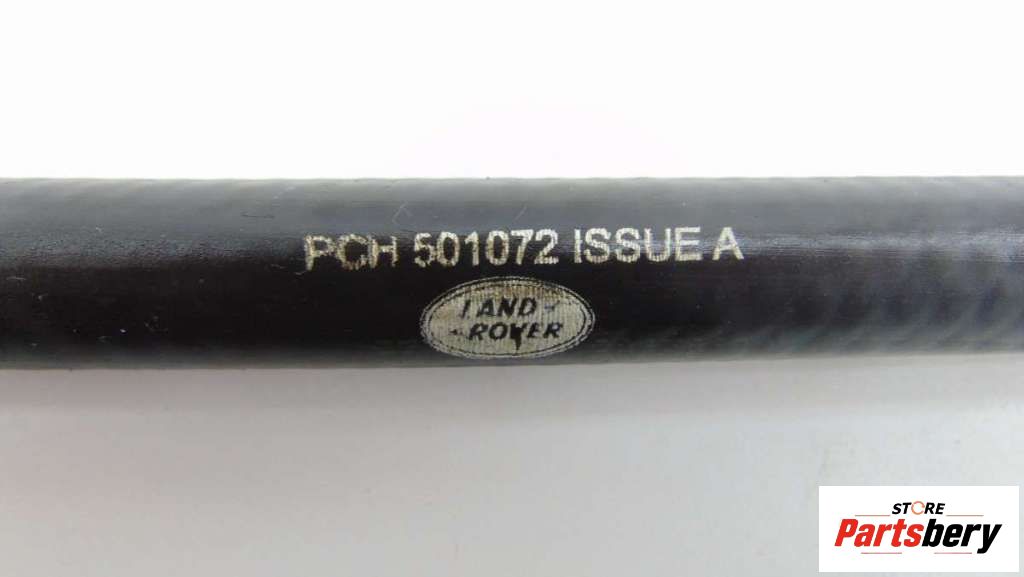 PCH 501072 ISSUE A
LAND-
-ROVER
STORE
Partsbery